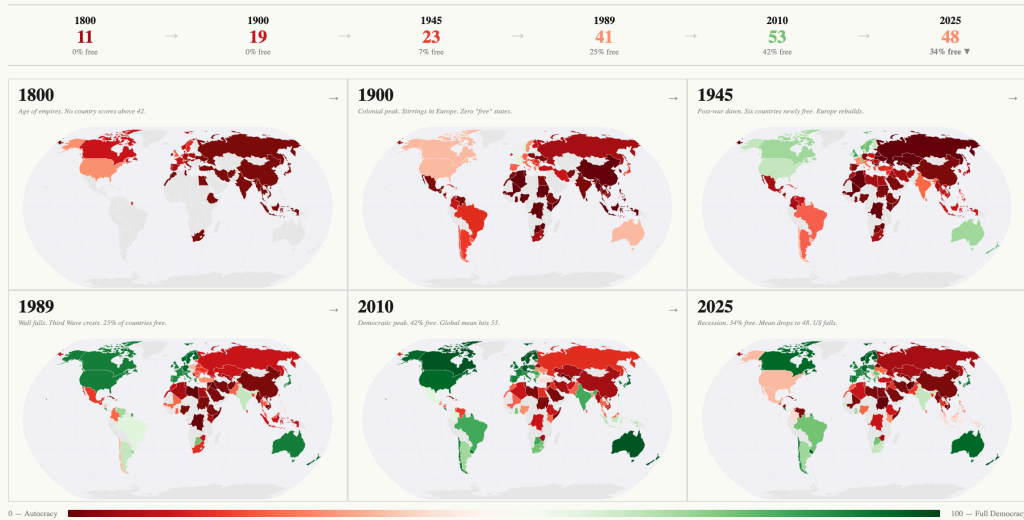 1800 1900 1945 1989 2010 2025
11 → 19 → 23 → 41 → 53 → 48
0% free 0% free 7% free 25% free 42% free 34% free ▼
1800 →
Age of empires. No country scores above 42.
1900 →
Colonial peak. Stirrings in Europe. Zero "free" states.
1945 →
Post-war dawn. Six countries newly free. Europe rebuilds.
1989 →
Wall falls. Third Wave crests. 25% of countries free.
2010 →
Democratic peak. 42% free. Global mean hits 53.
2025
Recession. 34% free. Mean drops to 48. US falls.
0 — Autocracy 100 — Full Democracy